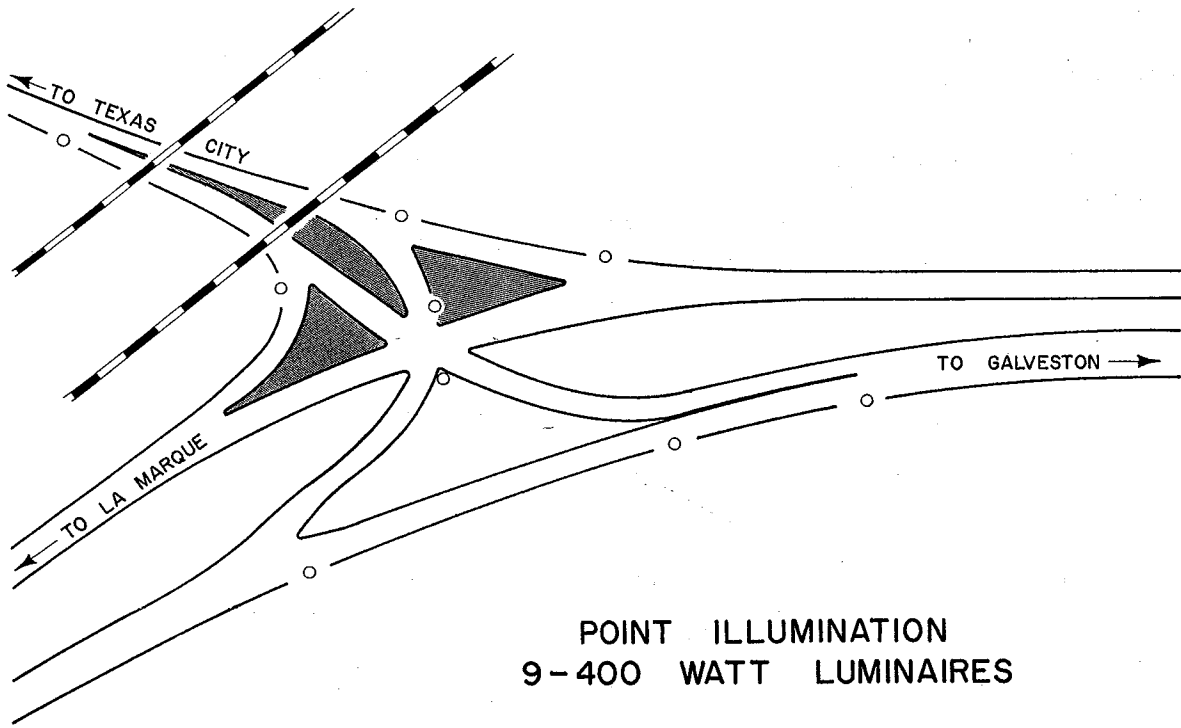 TO TEXAS CITY
TO GALVESTON
TO LA MARQUE
POINT ILLUMINATION
9-400 WATT LUMINAIRES